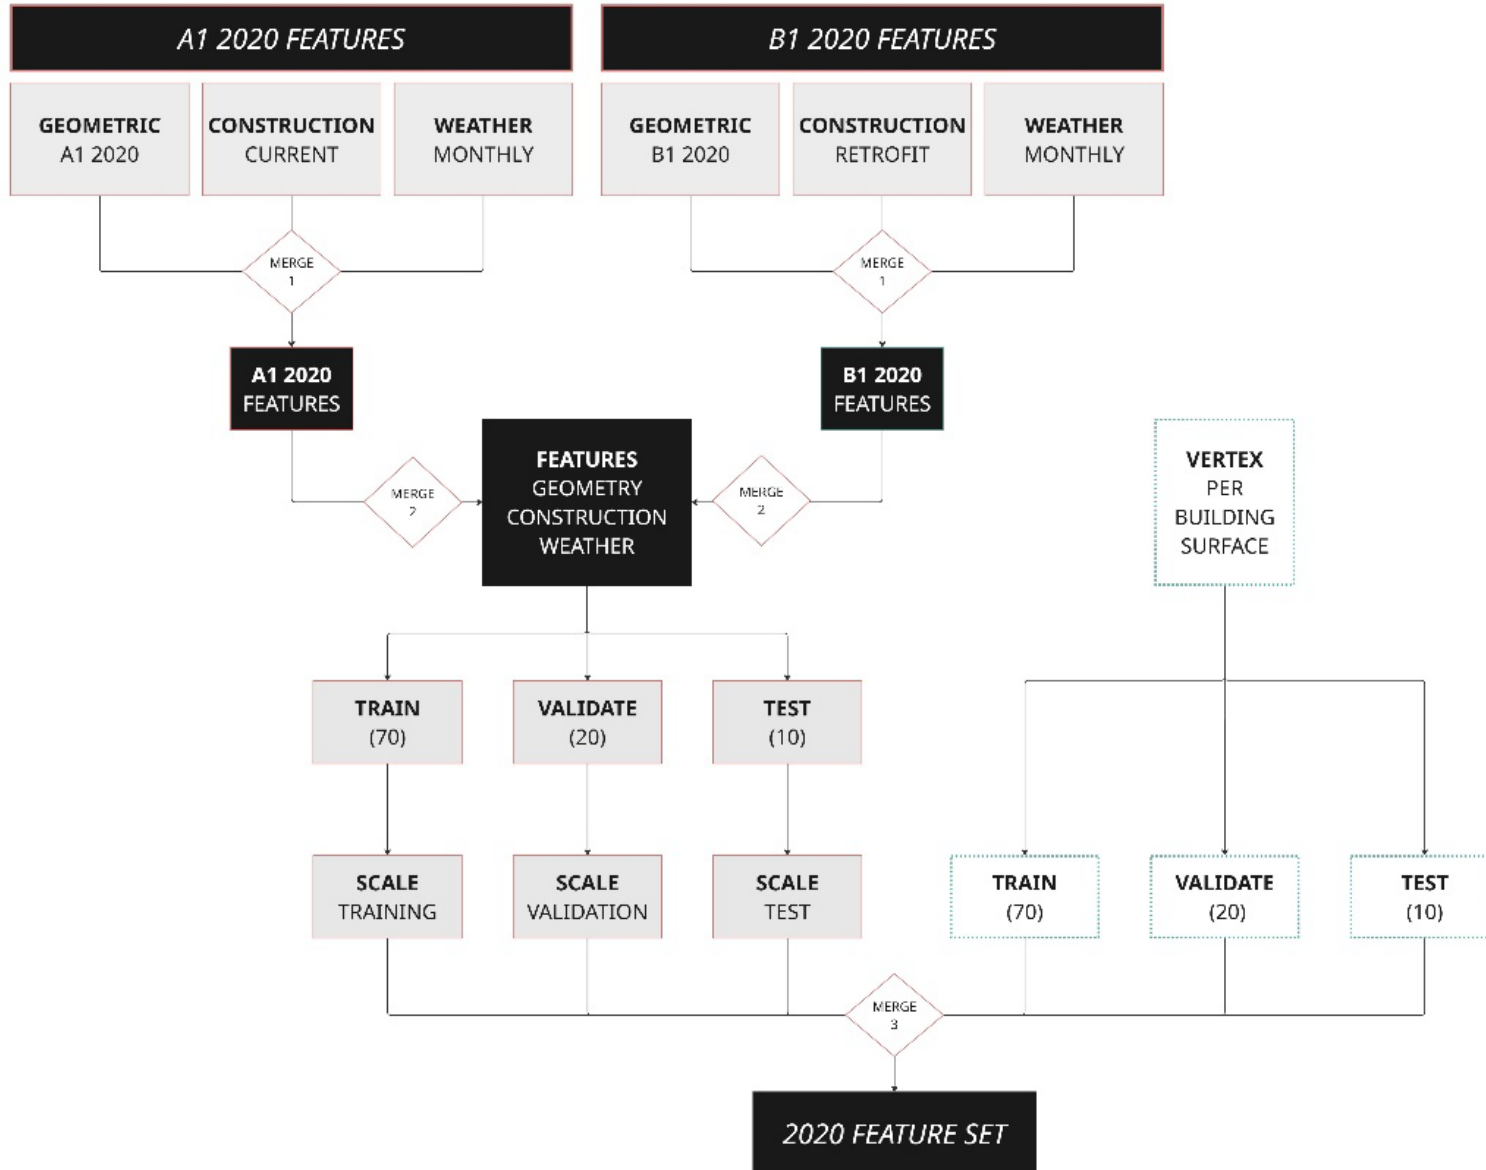 A1 2020 FEATURES
B1 2020 FEATURES
GEOMETRIC
A1 2020
CONSTRUCTION
CURRENT
WEATHER
MONTHLY
GEOMETRIC
B1 2020
CONSTRUCTION
RETROFIT
WEATHER
MONTHLY
MERGE
1
MERGE
1
A1 2020
FEATURES
B1 2020
FEATURES
MERGE
2
FEATURES
GEOMETRY
CONSTRUCTION
WEATHER
MERGE
2
VERTEX
PER
BUILDING
SURFACE
TRAIN
(70)
VALIDATE
(20)
TEST
(10)
SCALE
TRAINING
SCALE
VALIDATION
SCALE
TEST
TRAIN
(70)
VALIDATE
(20)
TEST
(10)
MERGE
3
2020 FEATURE SET